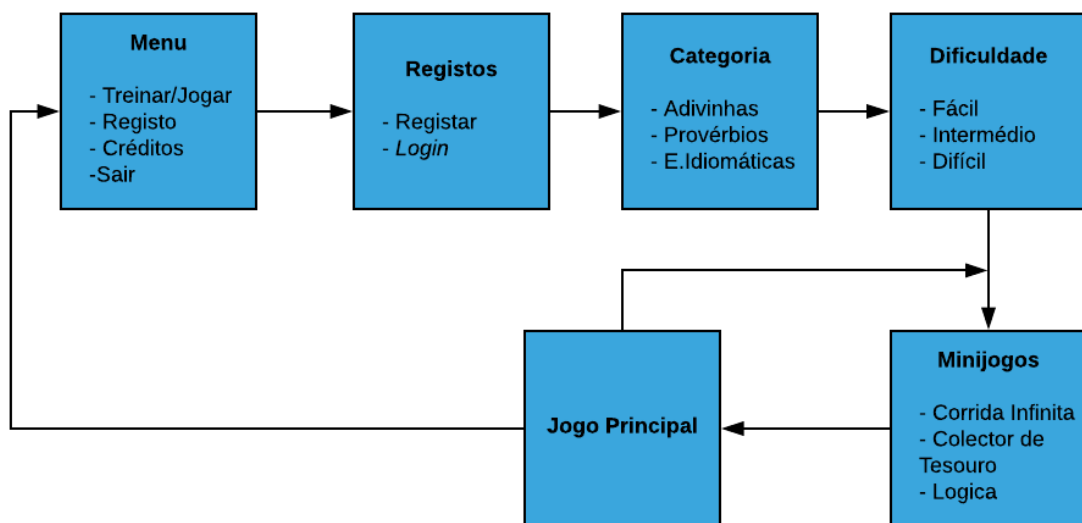 Menu
- Treinar/Jogar
- Registo
- Créditos
-Sair
Registos
- Registar
- Login
Categoria
- Adivinhas
- Provérbios
- E.Idiomáticas
Dificuldade
- Fácil
- Intermédio
- Difícil
Jogo Principal
Minijogos
- Corrida Infinita
- Colector de
Tesouro
- Logica